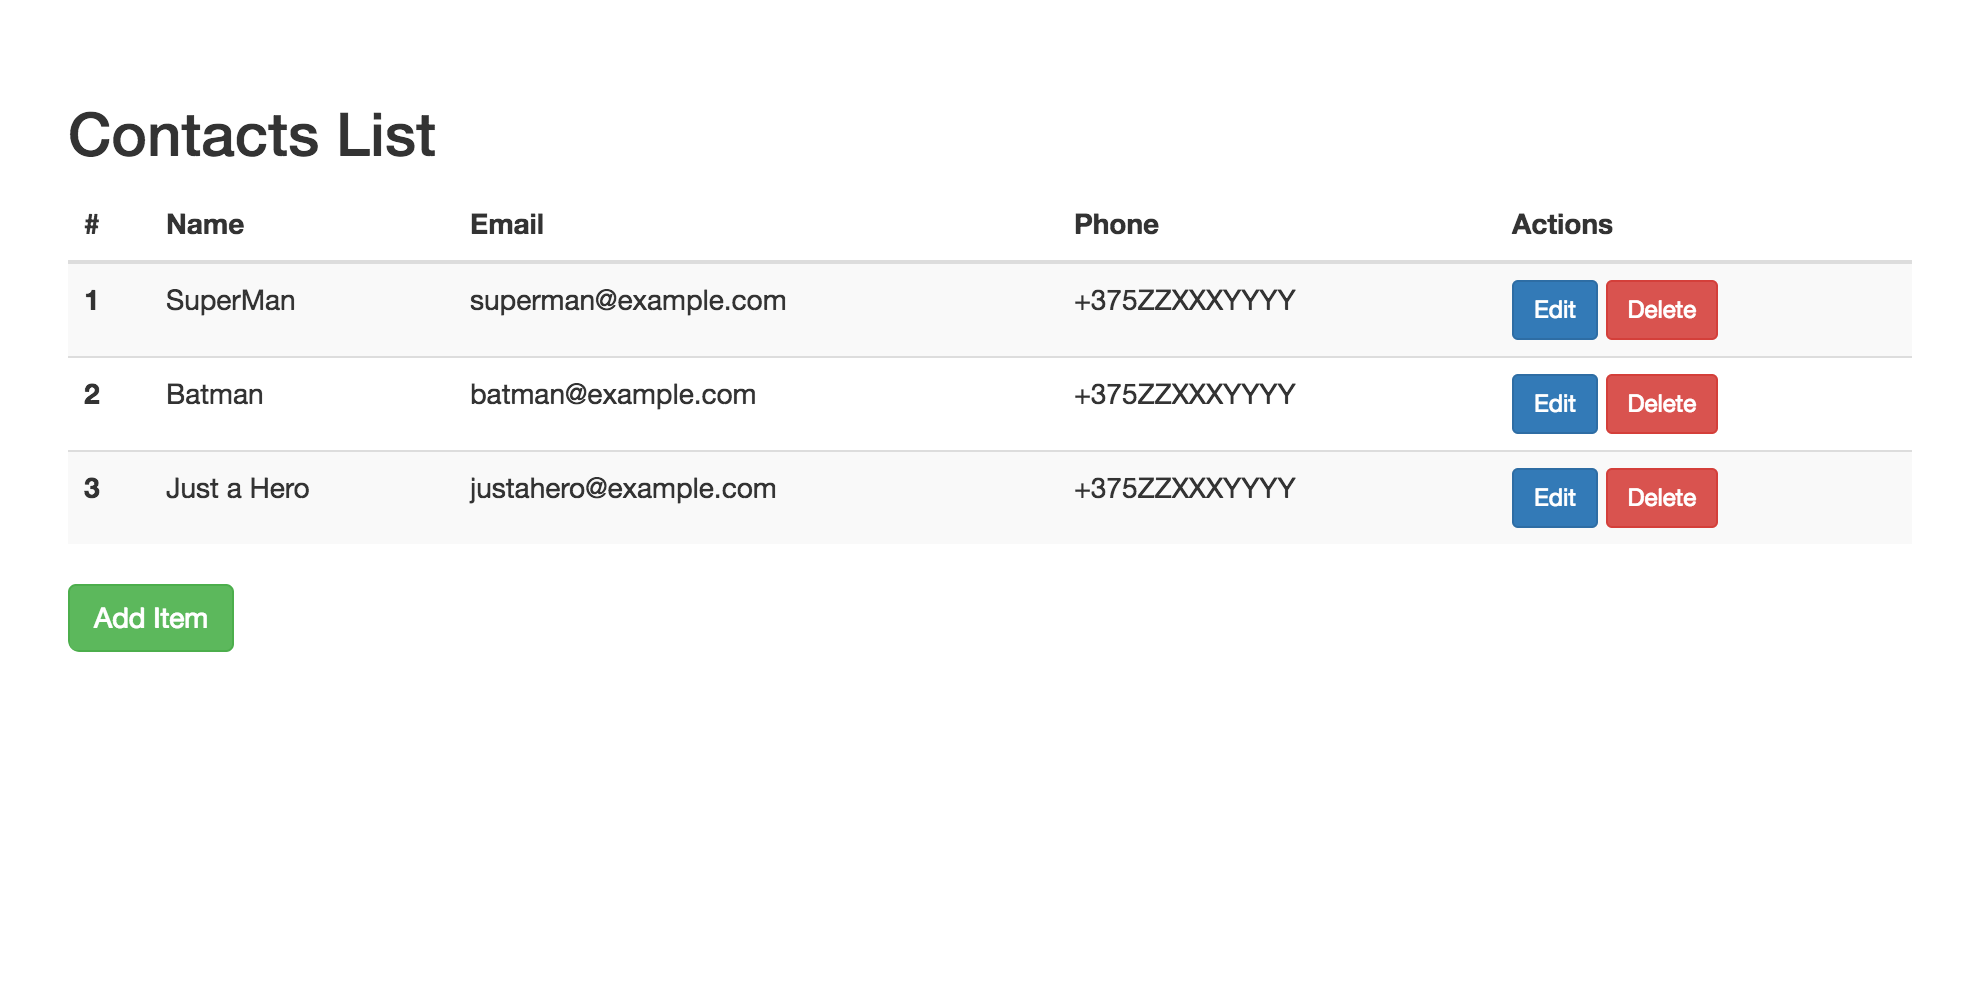 Contacts List
# Name Email Phone Actions
1 SuperMan superman@example.com +375ZZXXXYYYY Edit Delete
2 Batman batman@example.com +375ZZXXXYYYY Edit Delete
3 Just a Hero justahero@example.com +375ZZXXXYYYY Edit Delete
Add Item